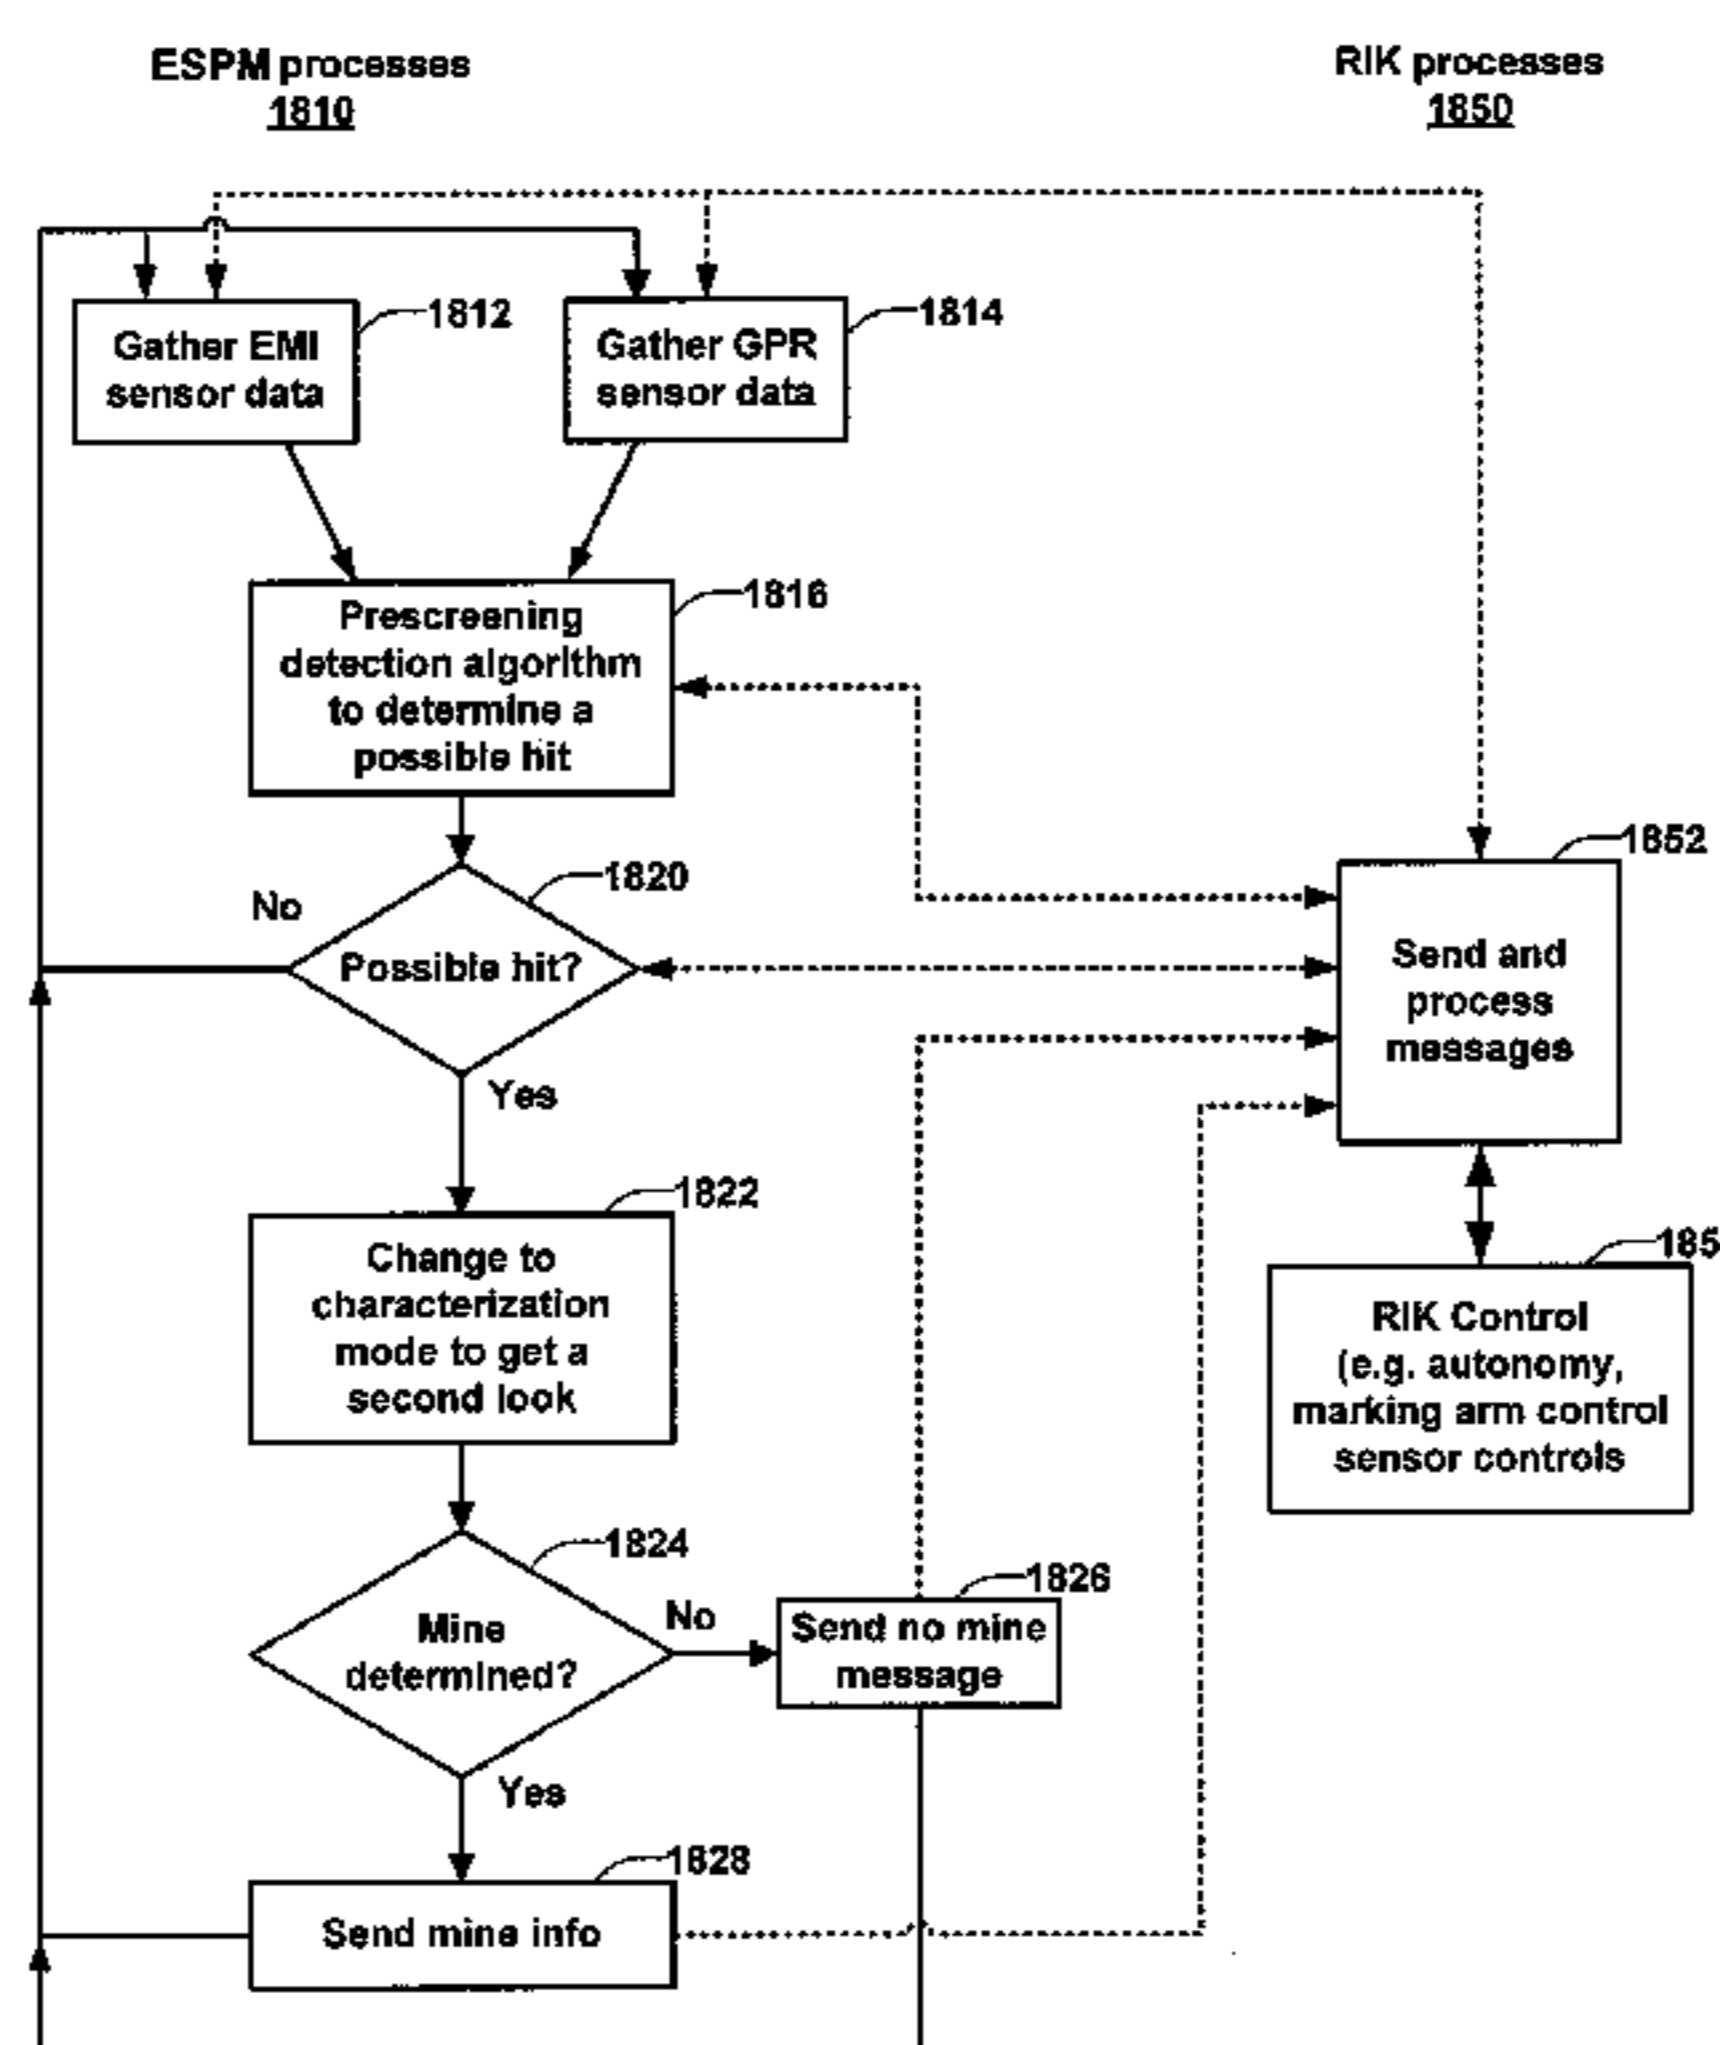 ESPM processes
1810
RIK processes
1850
Gather EMI
sensor data
1812
Gather GPR
sensor data
1814
Prescreening
detection algorithm
to determine a
possible hit
1816
Possible hit?
1820
No
Yes
Send and
process
messages
1852
Change to
characterization
mode to get a
second look
1822
RIK Control
(e.g. autonomy,
marking arm control
sensor controls
185
Mine
determined?
1824
No
Yes
Send no mine
message
1826
Send mine info
1828